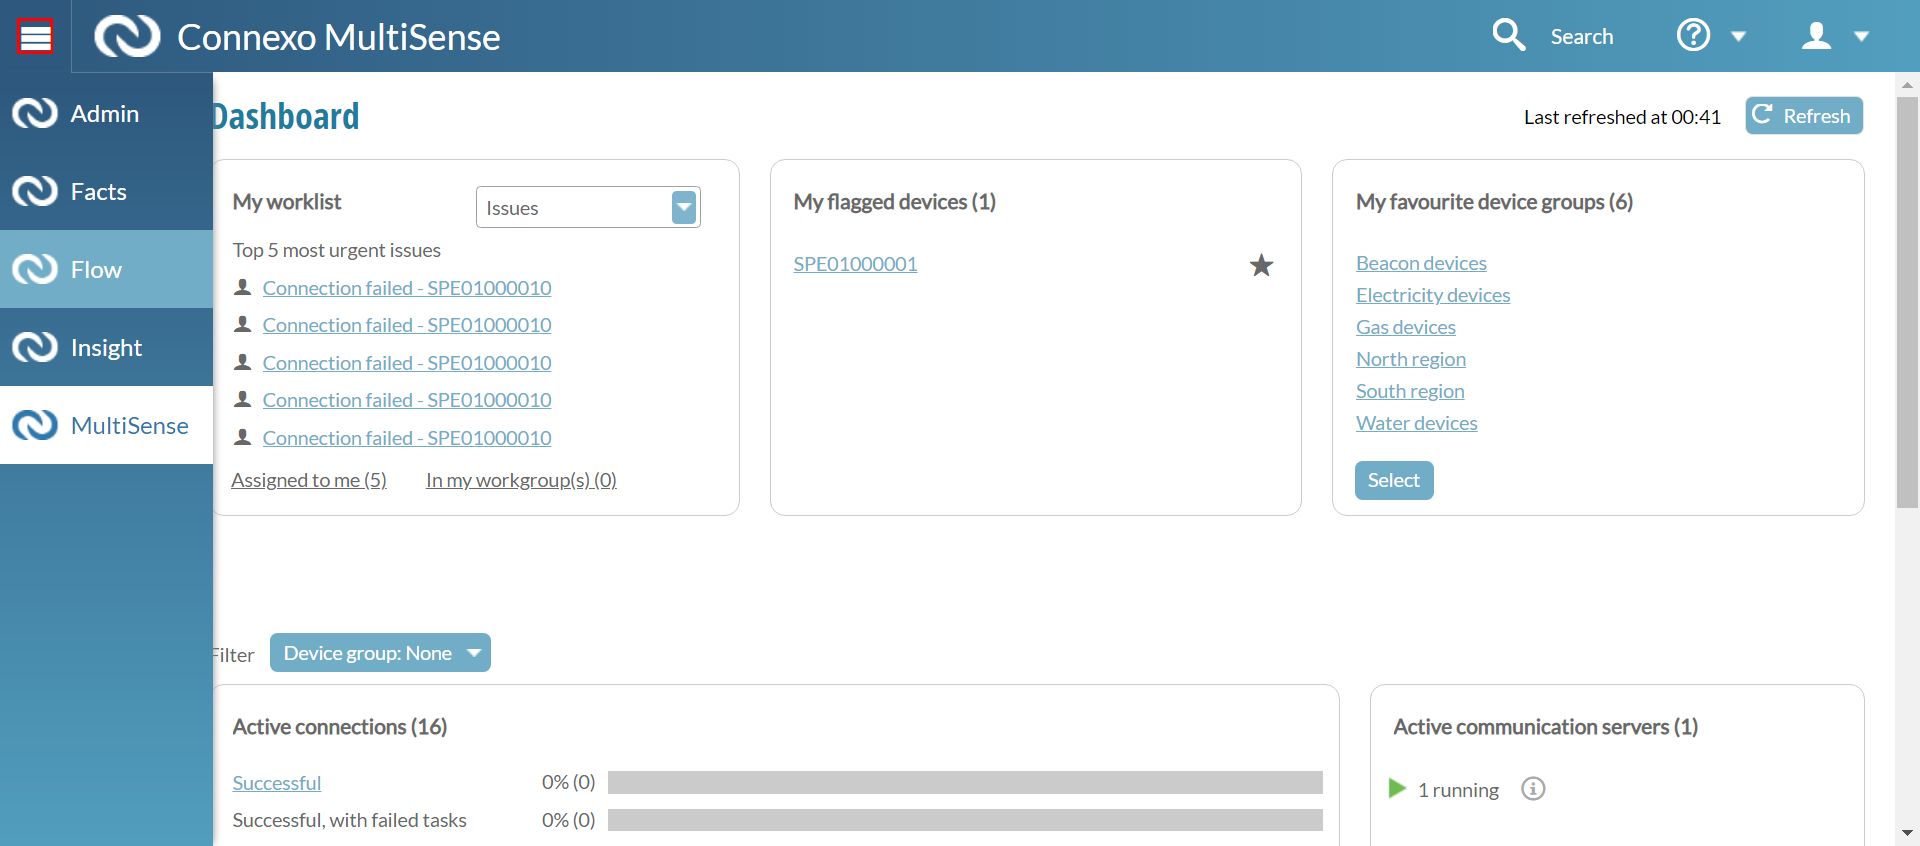 Connexo MultiSense
Search
Admin
Facts
Flow
Insight
MultiSense
Dashboard
Last refreshed at 00:41
Refresh
My worklist
Issues
Top 5 most urgent issues
Connection failed - SPE01000010
Connection failed - SPE01000010
Connection failed - SPE01000010
Connection failed - SPE01000010
Connection failed - SPE01000010
Assigned to me (5)
In my workgroup(s) (0)
My flagged devices (1)
SPE01000001
My favourite device groups (6)
Beacon devices
Electricity devices
Gas devices
North region
South region
Water devices
Select
Filter
Device group: None
Active connections (16)
Successful 0% (0)
Successful, with failed tasks 0% (0)
Active communication servers (1)
1 running